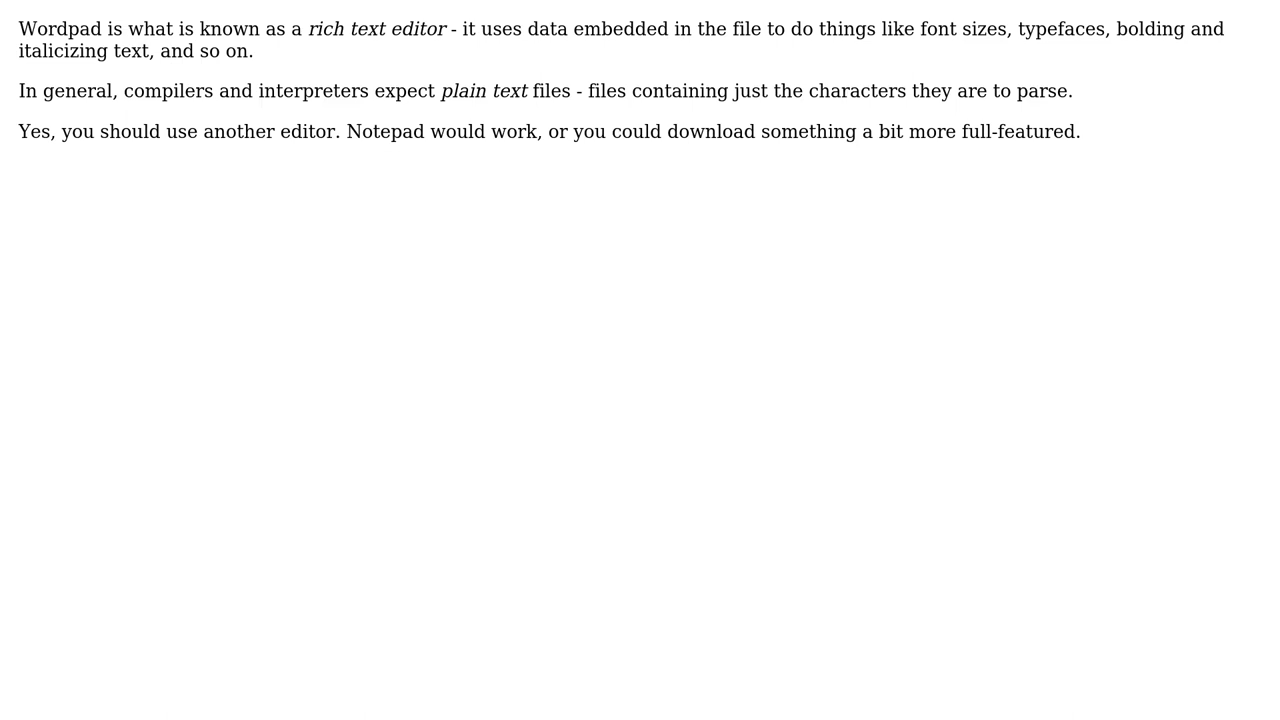 Wordpad is what is known as a rich text editor - it uses data embedded in the file to do things like font sizes, typefaces, bolding and
italicizing text, and so on.
In general, compilers and interpreters expect plain text files - files containing just the characters they are to parse.
Yes, you should use another editor. Notepad would work, or you could download something a bit more full-featured.